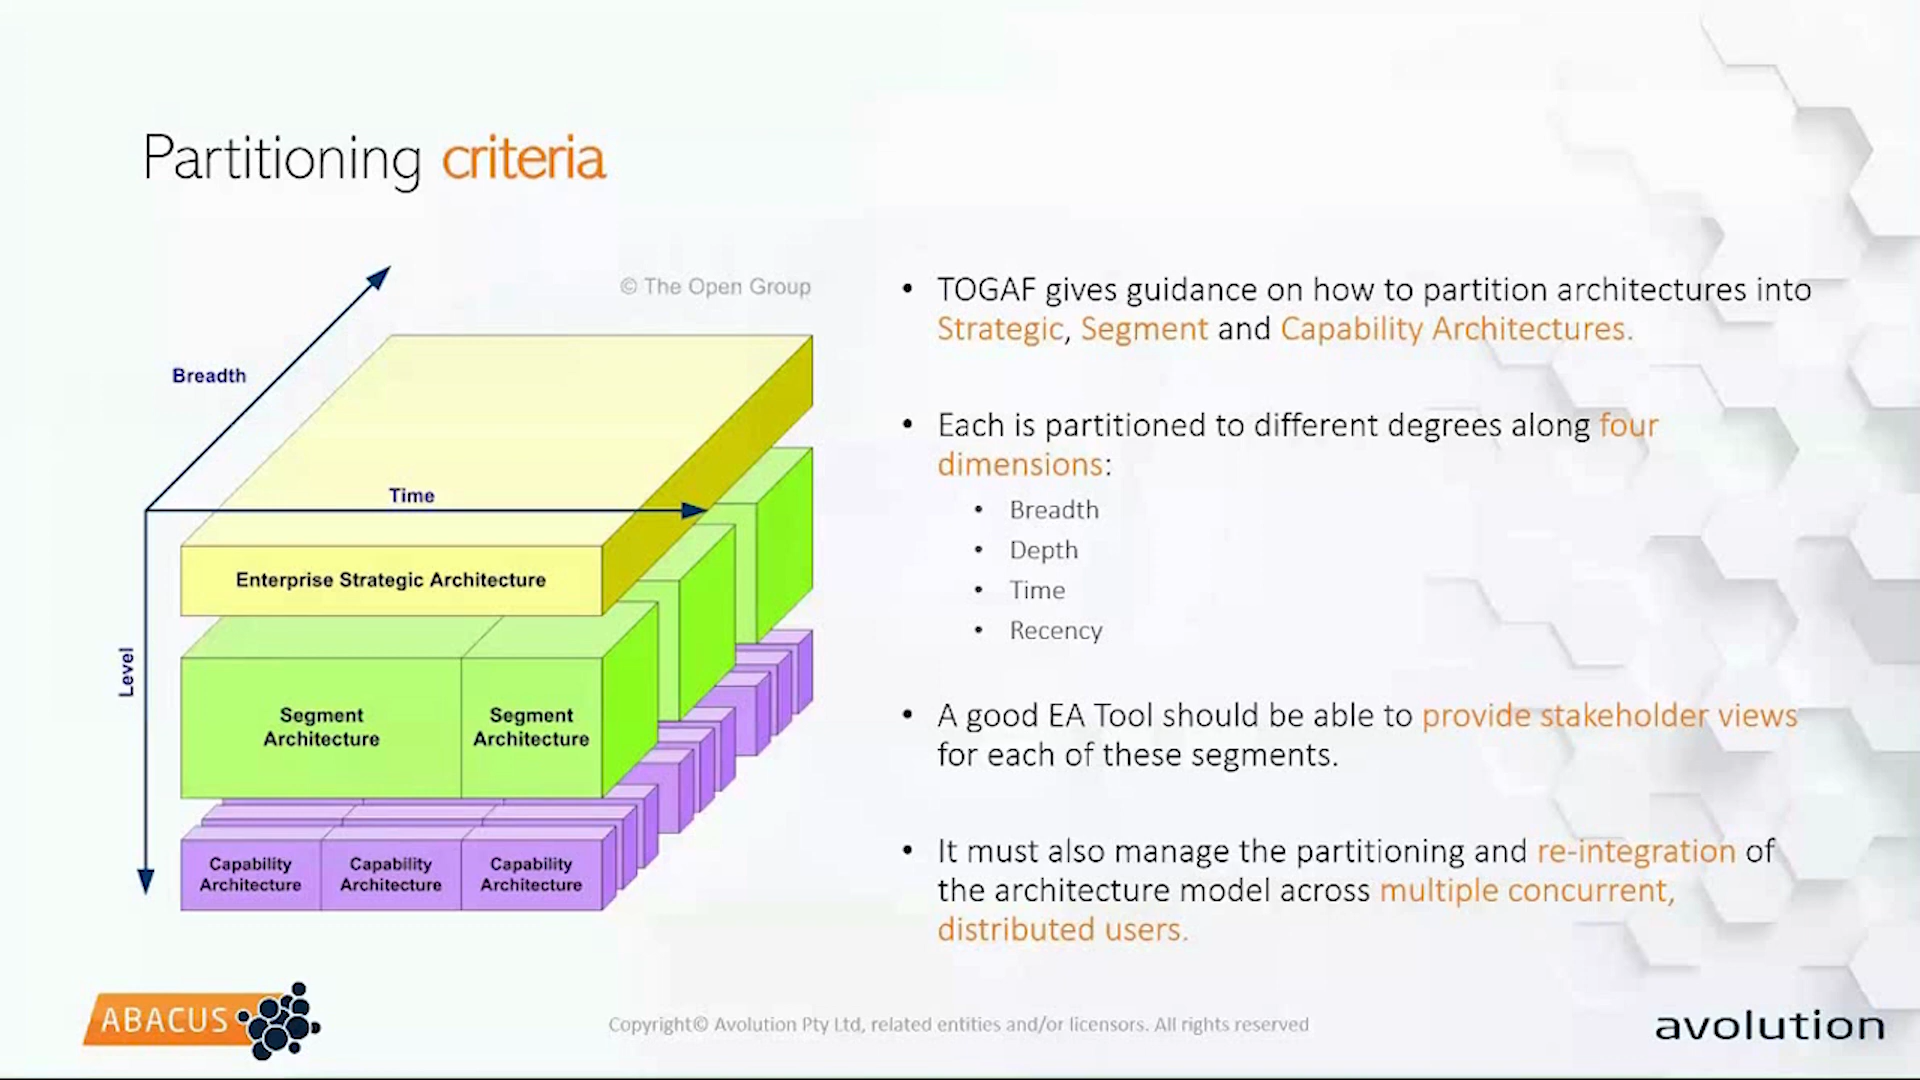 Partitioning criteria
© The Open Group
Breadth
Time
Level
Enterprise Strategic Architecture
Segment
Architecture
Segment
Architecture
Capability
Architecture
Capability
Architecture
Capability
Architecture
• TOGAF gives guidance on how to partition architectures into
Strategic, Segment and Capability Architectures.
• Each is partitioned to different degrees along four
dimensions:
• Breadth
• Depth
• Time
• Recency
• A good EA Tool should be able to provide stakeholder views
for each of these segments.
• It must also manage the partitioning and re-integration of
the architecture model across multiple concurrent,
distributed users.
ABACUS
Copyright© Avolution Pty Ltd, related entities and/or licensors. All rights reserved
avolution